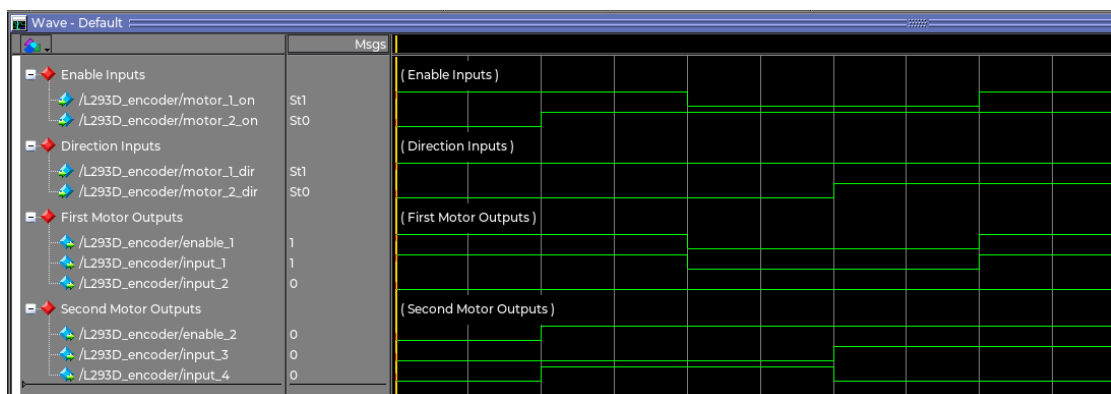 Wave - Default
Msgs
Enable Inputs ( Enable Inputs )
/L293D_encoder/motor_1_on St1
/L293D_encoder/motor_2_on St0
Direction Inputs ( Direction Inputs )
/L293D_encoder/motor_1_dir St1
/L293D_encoder/motor_2_dir St0
First Motor Outputs ( First Motor Outputs )
/L293D_encoder/enable_1 1
/L293D_encoder/input_1 1
/L293D_encoder/input_2 0
Second Motor Outputs ( Second Motor Outputs )
/L293D_encoder/enable_2 0
/L293D_encoder/input_3 0
/L293D_encoder/input_4 0